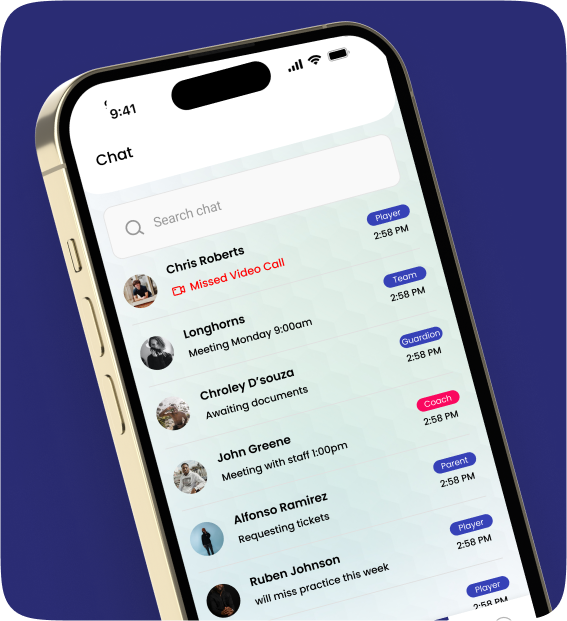 9:41
Chat
Search chat
Chris Roberts
Player
Missed Video Call
2:58 PM
Longhorns
Team
Meeting Monday 9:00am
2:58 PM
Chroley D'souza
Guardion
Awaiting documents
2:58 PM
John Greene
Coach
Meeting with staff 1:00pm
2:58 PM
Alfonso Ramirez
Parent
Requesting tickets
2:58 PM
Ruben Johnson
Player
will miss practice this week
2:58 PM
Player
2:58 PM